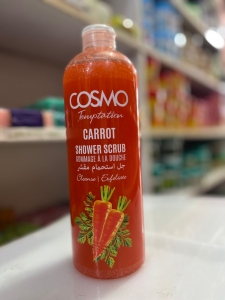 COSMO
Temptation
CARROT
SHOWER SCRUB
GOMMAGE A LA DOUCHE
جل استحمام مقشر
Cleanse | Exfoliate